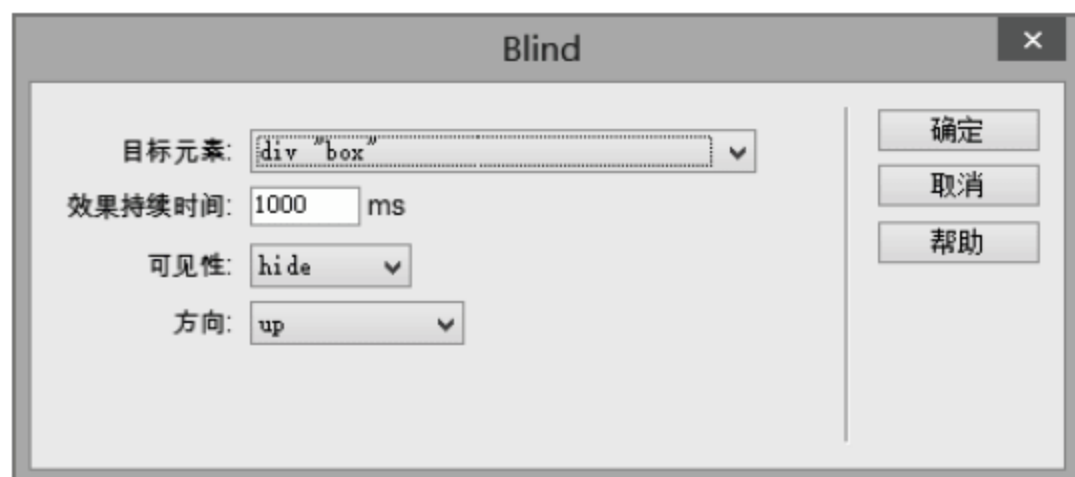 Blind
目标元素: div "box"
效果持续时间: 1000 ms
可见性: hide
方向: up
确定
取消
帮助